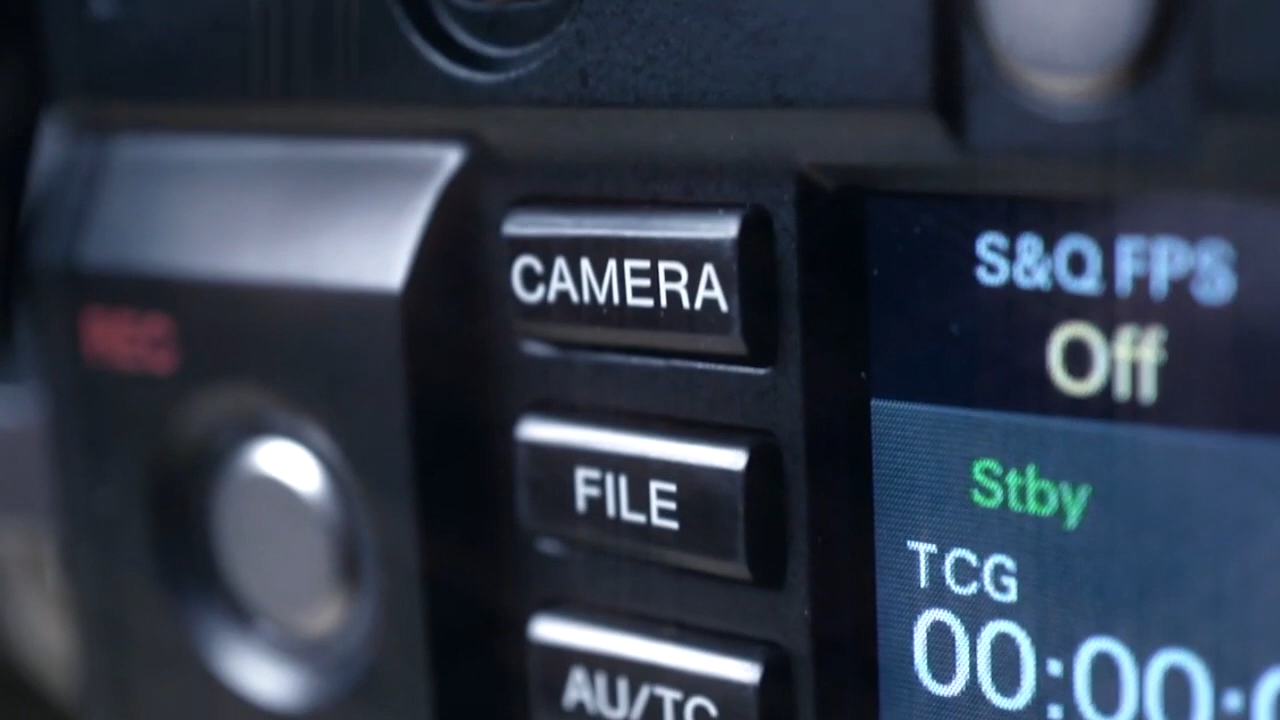 REC
CAMERA
FILE
AU/TC
S&Q FPS
Off
Stby
TCG
00:00: